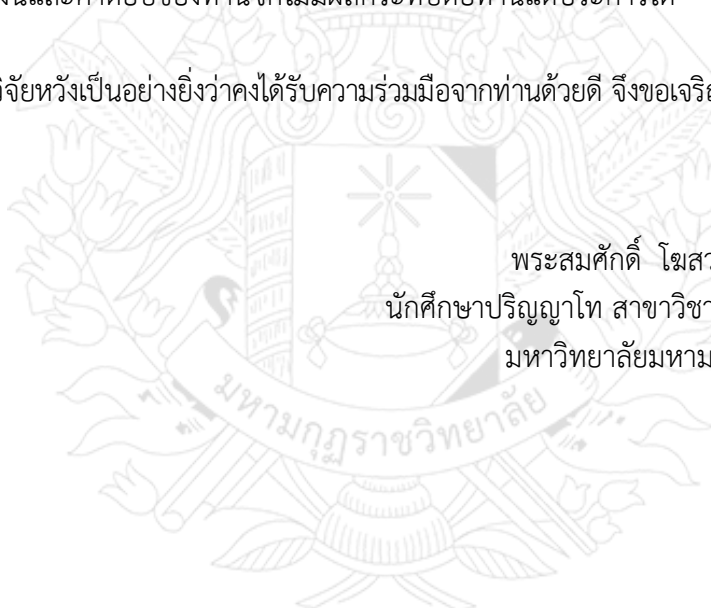 วิจัยหวังเป็นอย่างยิ่งว่าคงได้รับความร่วมมือจากท่านด้วยดี จึงขอเจริญ
พระสมศักดิ์ โฆสว
นักศึกษาปริญญาโท สาขาวิชา
มหาวิทยาลัยมหาม
มหามกุฏราชวิทยาลัย